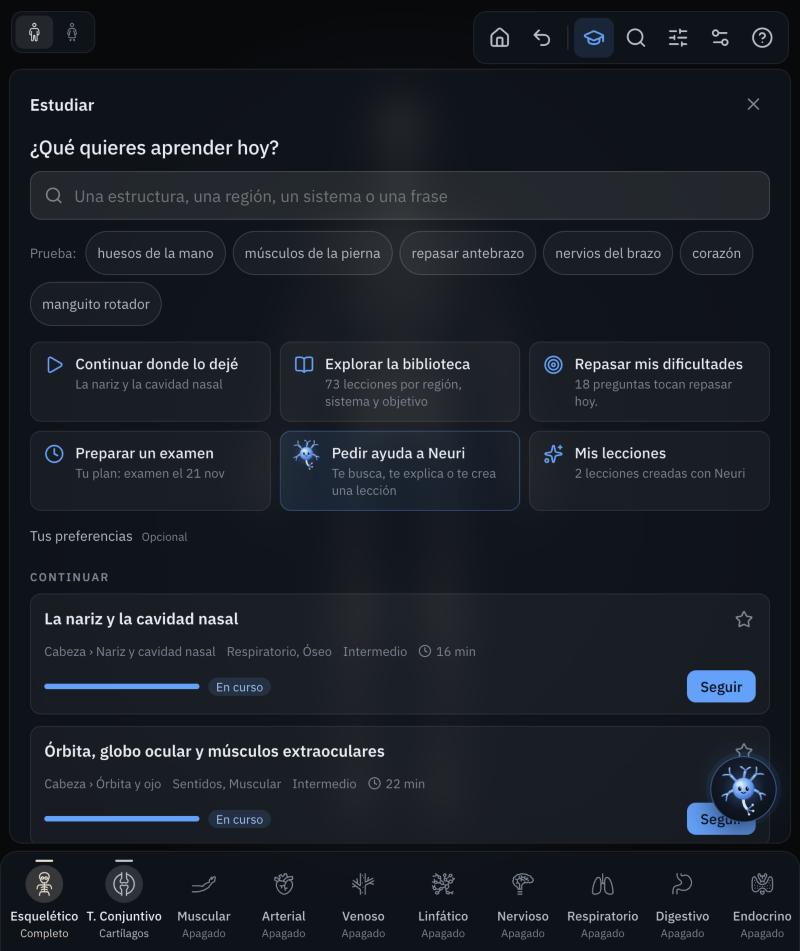 Estudiar
¿Qué quieres aprender hoy?
Una estructura, una región, un sistema o una frase
Prueba: huesos de la mano músculos de la pierna repasar antebrazo nervios del brazo corazón
manguito rotador
Continuar donde lo dejé
La nariz y la cavidad nasal
Explorar la biblioteca
73 lecciones por región,
sistema y objetivo
Repasar mis dificultades
18 preguntas tocan repasar
hoy.
Preparar un examen
Tu plan: examen el 21 nov
Pedir ayuda a Neuri
Te busca, te explica o te crea
una lección
Mis lecciones
2 lecciones creadas con Neuri
Tus preferencias Opcional
CONTINUAR
La nariz y la cavidad nasal
Cabeza › Nariz y cavidad nasal Respiratorio, Óseo Intermedio 16 min
En curso Seguir
Órbita, globo ocular y músculos extraoculares
Cabeza › Órbita y ojo Sentidos, Muscular Intermedio 22 min
En curso Seguir
Esquelético T. Conjuntivo Muscular Arterial Venoso Linfático Nervioso Respiratorio Digestivo Endocrino
Completo Cartílagos Apagado Apagado Apagado Apagado Apagado Apagado Apagado Apagado